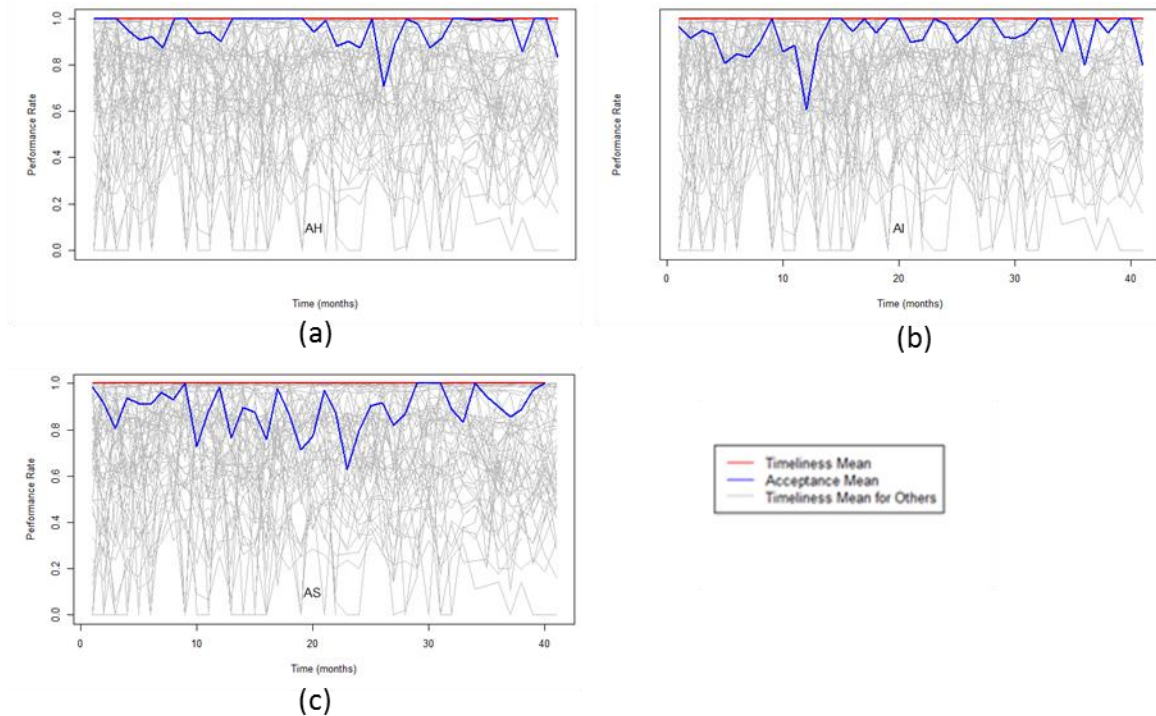 Performance Rate
1.0
0.8
0.6
0.4
0.2
0.0
AH
Time (months)
(a)
Performance Rate
1.0
0.8
0.6
0.4
0.2
0.0
AI
0 10 20 30 40
Time (months)
(b)
Performance Rate
1.0
0.8
0.6
0.4
0.2
0.0
AS
0 10 20 30 40
Time (months)
(c)
Timeliness Mean
Acceptance Mean
Timeliness Mean for Others